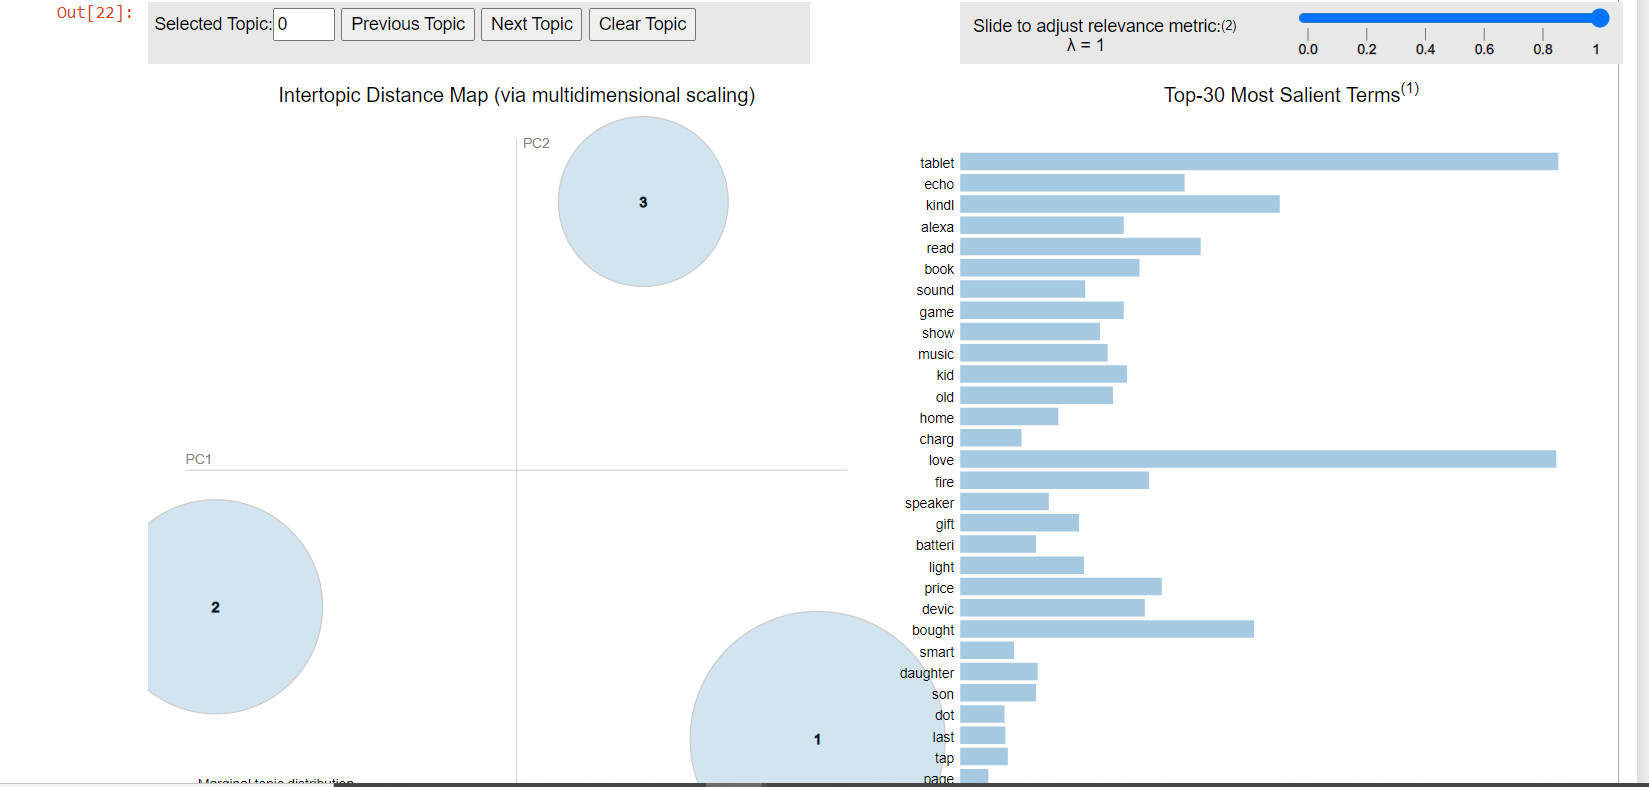 Out[22]:
Selected Topic: 0 Previous Topic Next Topic Clear Topic
Slide to adjust relevance metric:(2)
λ = 1
0.0 0.2 0.4 0.6 0.8 1
Intertopic Distance Map (via multidimensional scaling)
PC2
3
PC1
2
1
Marginal topic distribution
Top-30 Most Salient Terms(1)
tablet
echo
kindl
alexa
read
book
sound
game
show
music
kid
old
home
charg
love
fire
speaker
gift
batteri
light
price
devic
bought
smart
daughter
son
dot
last
tap
page